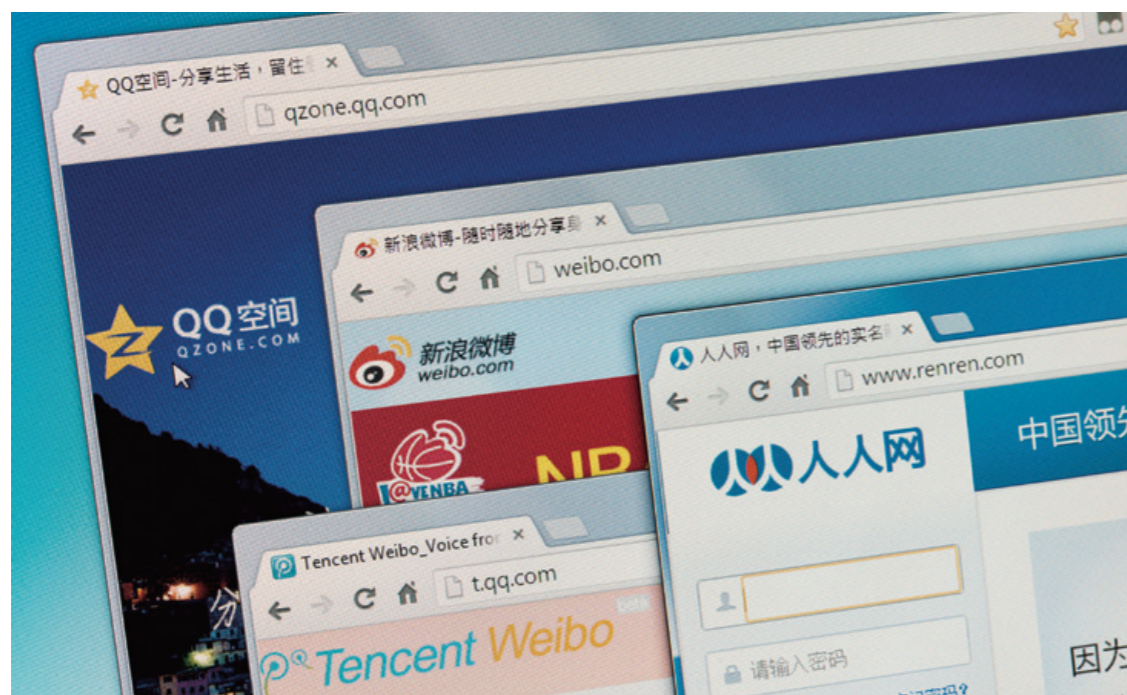 QQ空间-分享生活，留住
qzone.qq.com
QQ空间
QZONE.COM
新浪微博-随时随地分享身
weibo.com
新浪微博
weibo.com
人人网，中国领先的实名
www.renren.com
人人网
中国领先
请输入密码
因为
Tencent Weibo_Voice from
t.qq.com
Tencent Weibo
beta
分